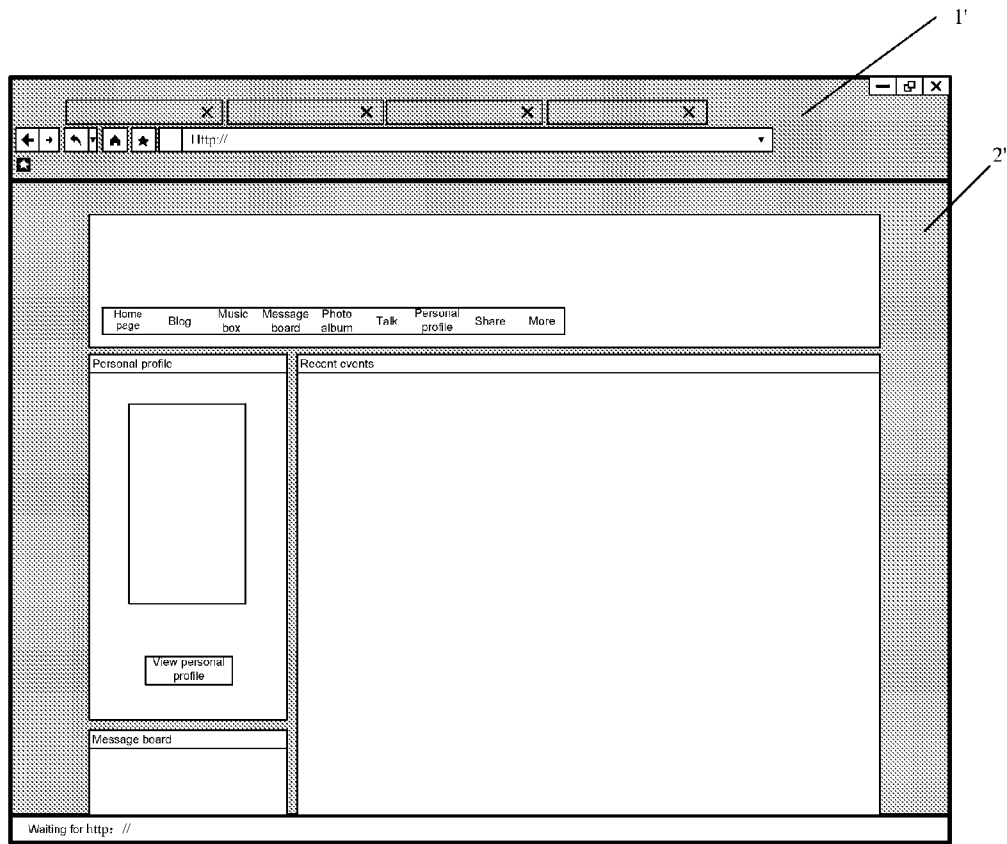 1'
Http://
2'
Home page
Blog
Music box
Message board
Photo album
Talk
Personal profile
Share
More
Personal profile
Recent events
View personal
profile
Message board
Waiting for http: //